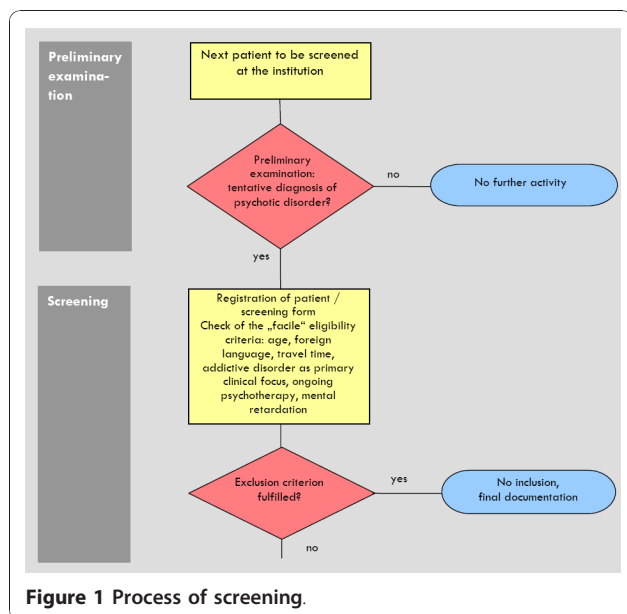 Preliminary
examina-
tion
Next patient to be screened
at the institution
Preliminary
examination:
tentative diagnosis of
psychotic disorder?
no
No further activity
yes
Screening
Registration of patient /
screening form
Check of the „facile“ eligibility
criteria: age, foreign
language, travel time,
addictive disorder as primary
clinical focus, ongoing
psychotherapy, mental
retardation
Exclusion criterion
fulfilled?
yes
No inclusion,
final documentation
no
Figure 1 Process of screening.